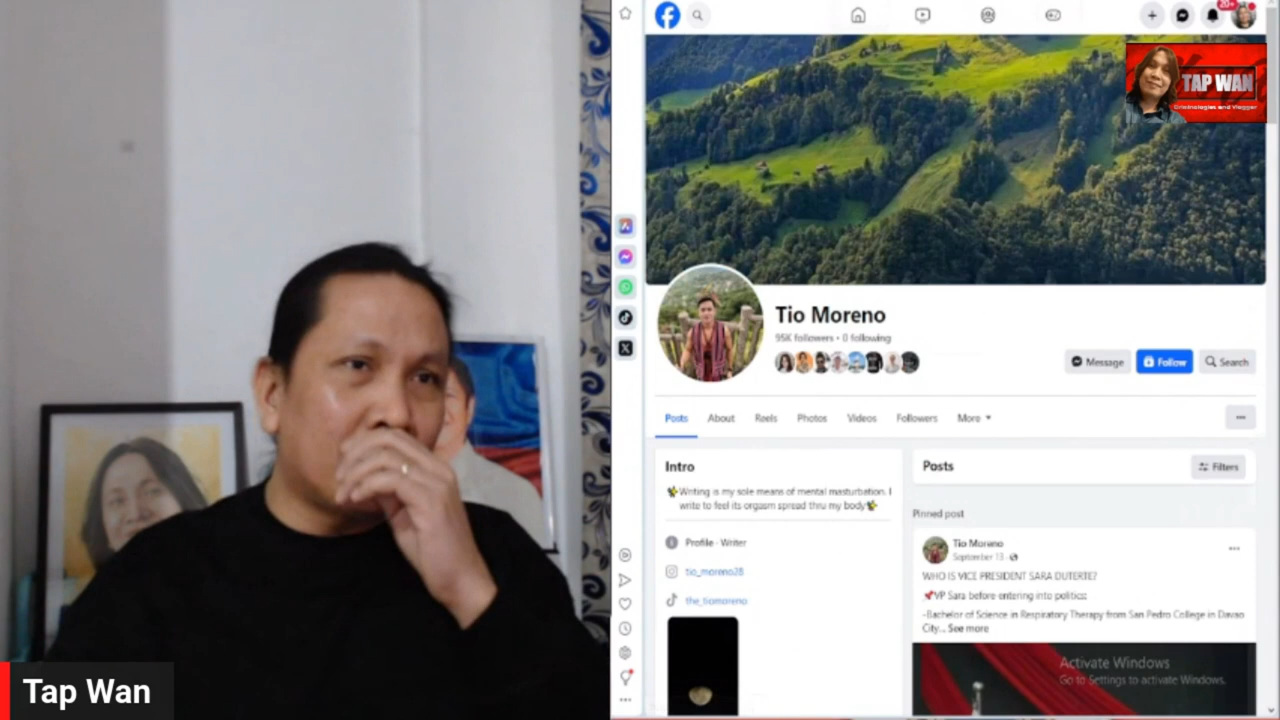 TAP WAN
Criminologist and Vlogger
20+
Tio Moreno
95K followers • 0 following
Message
Follow
Search
Posts
About
Reels
Photos
Videos
Followers
More
Intro
Writing is my sole means of mental masturbation. I
write to feel its orgasm spread thru my body
Profile · Writer
tio_moreno28
the_tiomoreno
Posts
Filters
Pinned post
Tio Moreno
September 13
WHO IS VICE PRESIDENT SARA DUTERTE?
VP Sara before entering into politics:
-Bachelor of Science in Respiratory Therapy from San Pedro College in Davao
City... See more
Activate Windows
Go to Settings to activate Windows.
Tap Wan